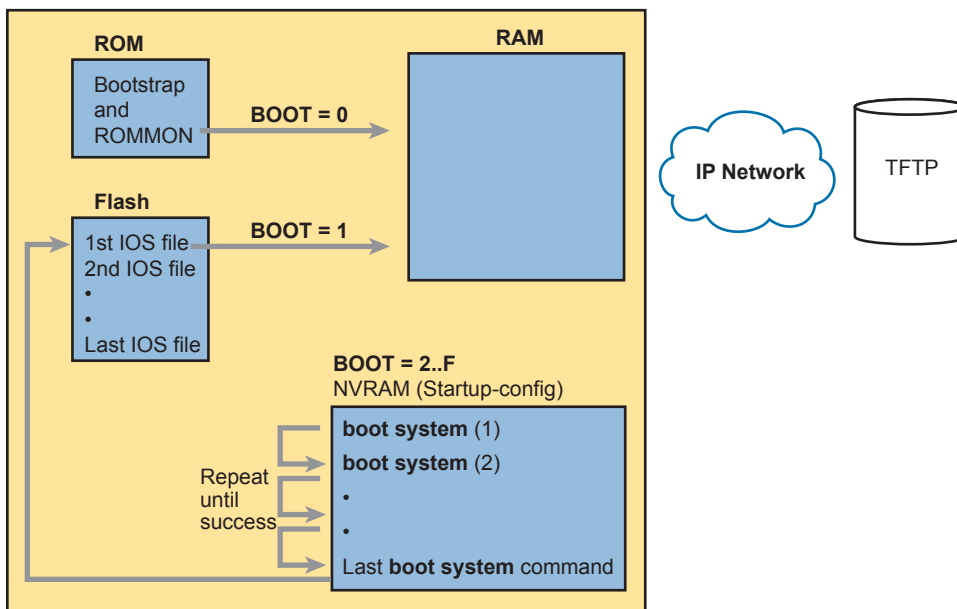 ROM
Bootstrap
and
ROMMON
BOOT = 0
RAM
IP Network
TFTP
Flash
1st IOS file
2nd IOS file
•
•
Last IOS file
BOOT = 1
BOOT = 2..F
NVRAM (Startup-config)
boot system (1)
boot system (2)
•
•
Last boot system command
Repeat
until
success